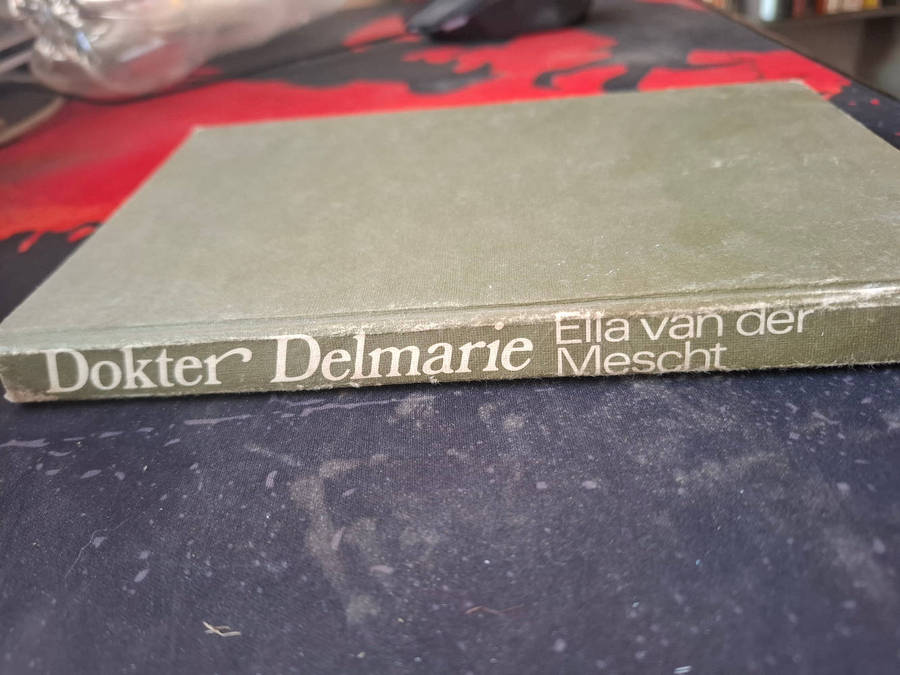 Dokter Delmarie
Ella van der
Mescht